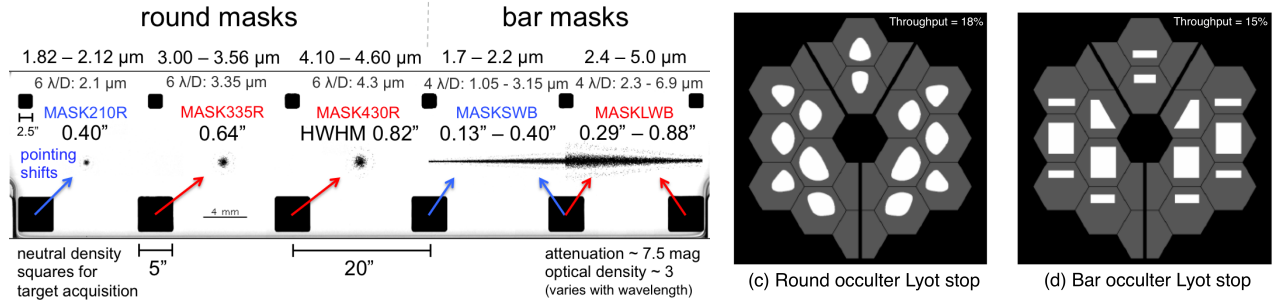 round masks
bar masks
1.82 – 2.12 µm
3.00 – 3.56 µm
4.10 – 4.60 µm
1.7 – 2.2 µm
2.4 – 5.0 µm
6 λ/D: 2.1 µm
6 λ/D: 3.35 µm
6 λ/D: 4.3 µm
4 λ/D: 1.05 - 3.15 µm
4 λ/D: 2.3 - 6.9 µm
MASK210R
MASK335R
MASK430R
MASKSWB
MASKLWB
2.5”
0.40”
0.64”
HWHM 0.82”
0.13” – 0.40”
0.29” – 0.88”
pointing
shifts
4 mm
neutral density
squares for
target acquisition
5”
20”
attenuation ~ 7.5 mag
optical density ~ 3
(varies with wavelength)
Throughput = 18%
(c) Round occulter Lyot stop
Throughput = 15%
(d) Bar occulter Lyot stop